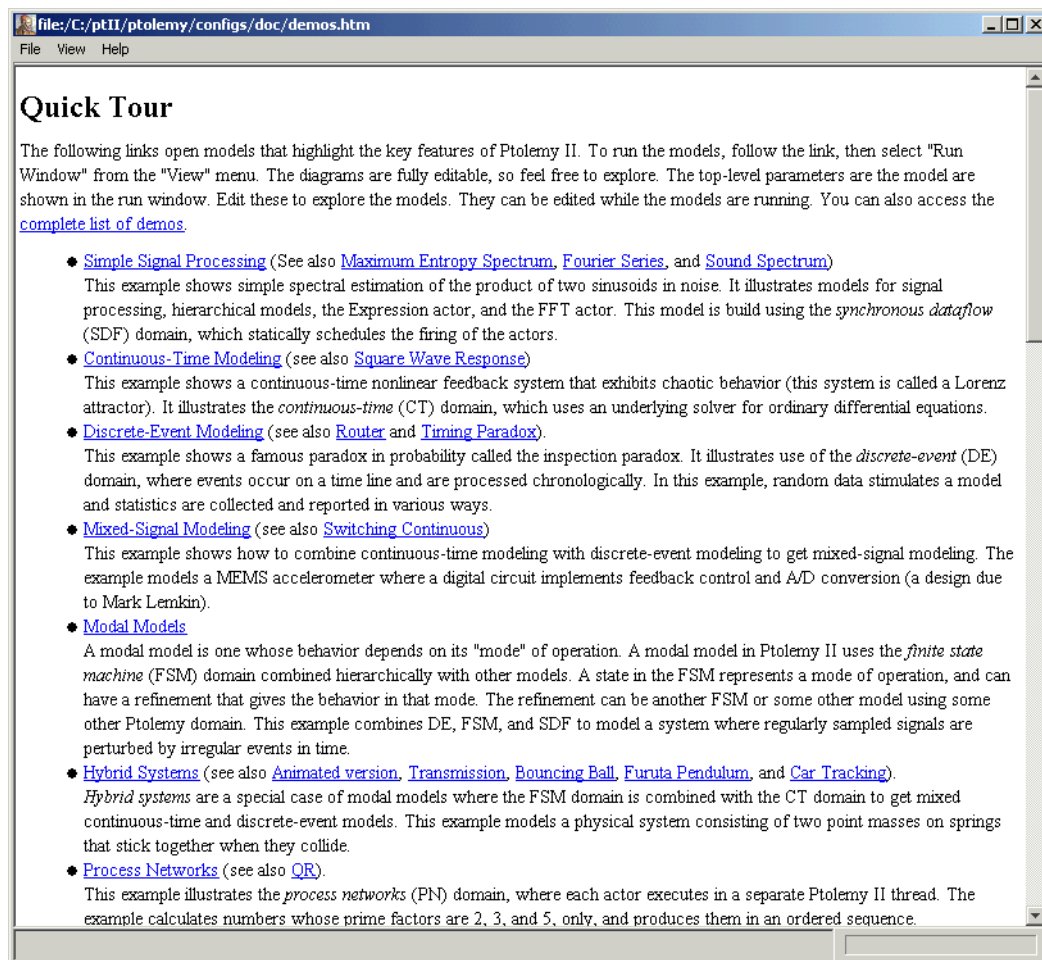 file:/C:/ptII/ptolemy/configs/doc/demos.htm
File View Help
Quick Tour
The following links open models that highlight the key features of Ptolemy II. To run the models, follow the link, then select "Run
Window" from the "View" menu. The diagrams are fully editable, so feel free to explore. The top-level parameters are the model are
shown in the run window. Edit these to explore the models. They can be edited while the models are running. You can also access the
complete list of demos.
● Simple Signal Processing (See also Maximum Entropy Spectrum, Fourier Series, and Sound Spectrum)
This example shows simple spectral estimation of the product of two sinusoids in noise. It illustrates models for signal
processing, hierarchical models, the Expression actor, and the FFT actor. This model is build using the synchronous dataflow
(SDF) domain, which statically schedules the firing of the actors.
● Continuous-Time Modeling (see also Square Wave Response)
This example shows a continuous-time nonlinear feedback system that exhibits chaotic behavior (this system is called a Lorenz
attractor). It illustrates the continuous-time (CT) domain, which uses an underlying solver for ordinary differential equations.
● Discrete-Event Modeling (see also Router and Timing Paradox).
This example shows a famous paradox in probability called the inspection paradox. It illustrates use of the discrete-event (DE)
domain, where events occur on a time line and are processed chronologically. In this example, random data stimulates a model
and statistics are collected and reported in various ways.
● Mixed-Signal Modeling (see also Switching Continuous)
This example shows how to combine continuous-time modeling with discrete-event modeling to get mixed-signal modeling. The
example models a MEMS accelerometer where a digital circuit implements feedback control and A/D conversion (a design due
to Mark Lemkin).
● Modal Models
A modal model is one whose behavior depends on its "mode" of operation. A modal model in Ptolemy II uses the finite state
machine (FSM) domain combined hierarchically with other models. A state in the FSM represents a mode of operation, and can
have a refinement that gives the behavior in that mode. The refinement can be another FSM or some other model using some
other Ptolemy domain. This example combines DE, FSM, and SDF to model a system where regularly sampled signals are
perturbed by irregular events in time.
● Hybrid Systems (see also Animated version, Transmission, Bouncing Ball, Furuta Pendulum, and Car Tracking).
Hybrid systems are a special case of modal models where the FSM domain is combined with the CT domain to get mixed
continuous-time and discrete-event models. This example models a physical system consisting of two point masses on springs
that stick together when they collide.
● Process Networks (see also QR).
This example illustrates the process networks (PN) domain, where each actor executes in a separate Ptolemy II thread. The
example calculates numbers whose prime factors are 2, 3, and 5, only, and produces them in an ordered sequence.